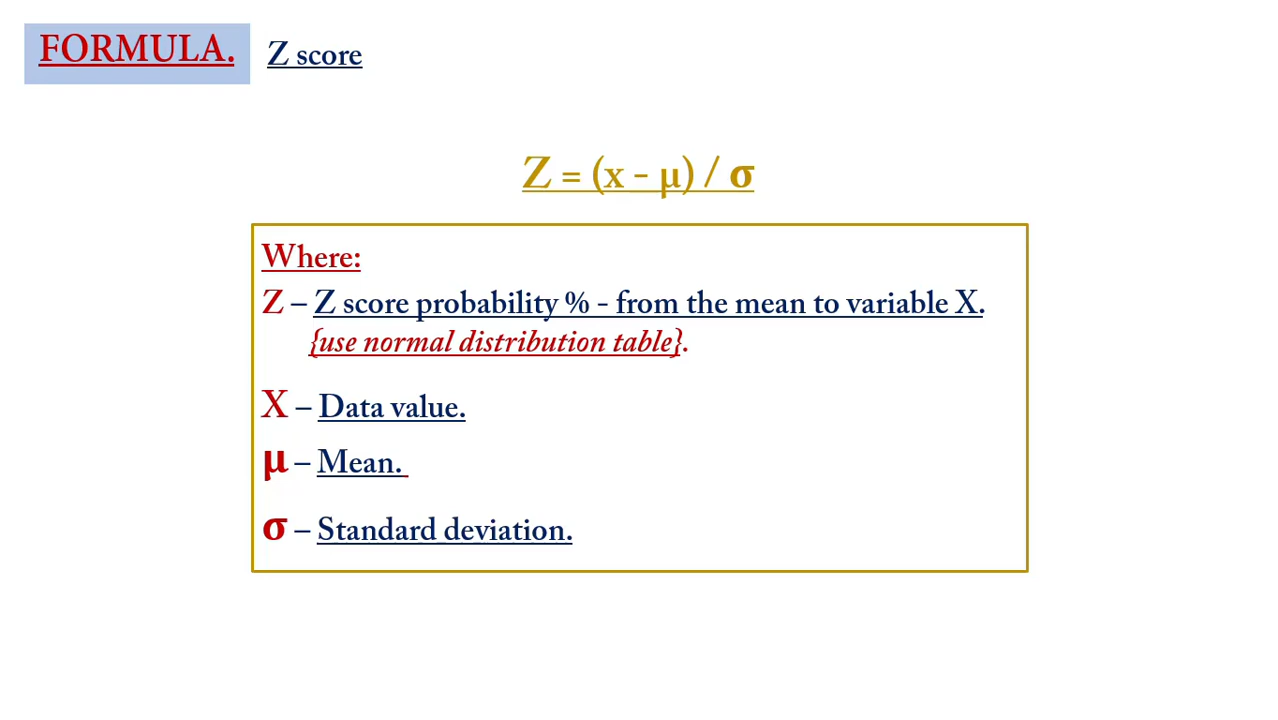 FORMULA. Z score
Z = (x - μ) / σ
Where:
Z – Z score probability % - from the mean to variable X.
{use normal distribution table}.
X – Data value.
μ – Mean.
σ – Standard deviation.